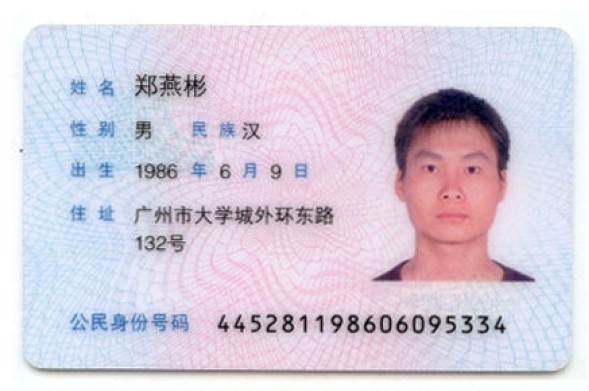 姓名 郑燕彬
性别 男 民族 汉
出生 1986 年 6 月 9 日
住址 广州市大学城外环东路
132号
公民身份号码 445281198606095334